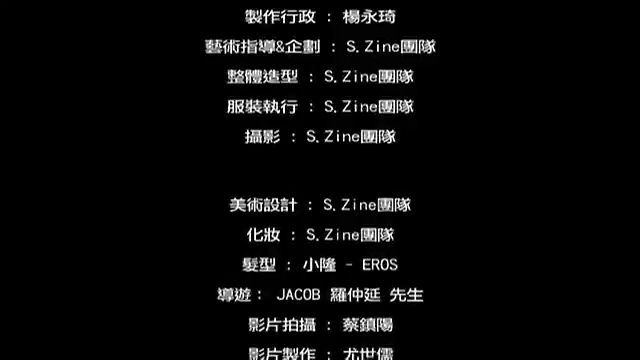 製作行政 : 楊永琦
藝術指導&企劃 : S.Zine團隊
整體造型 : S.Zine團隊
服裝執行 : S.Zine團隊
攝影 : S.Zine團隊
美術設計 : S.Zine團隊
化妝 : S.Zine團隊
髮型 : 小隆 - EROS
導遊 : JACOB 羅仲延 先生
影片拍攝 : 蔡鎮陽
影片製作 : 尤世儒